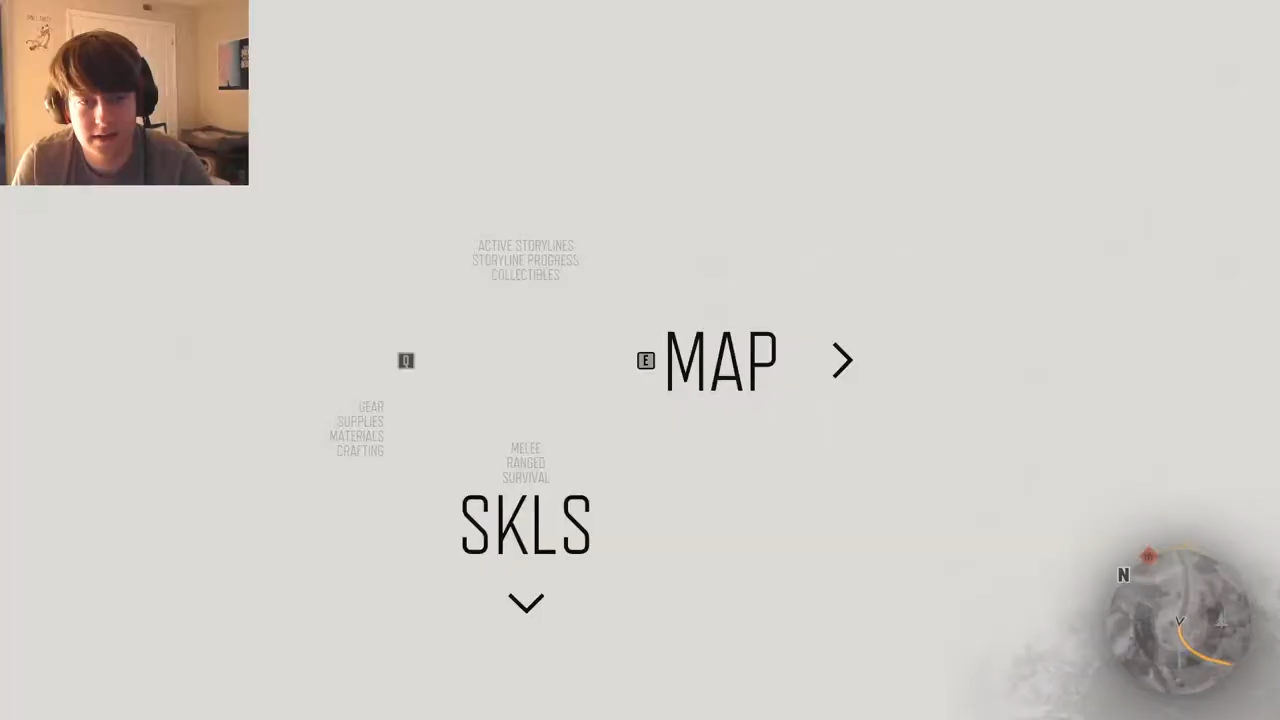 ACTIVE STORYLINES
STORYLINE PROGRESS
COLLECTIBLES
Q
E
MAP
GEAR
SUPPLIES
MATERIALS
CRAFTING
MELEE
RANGED
SURVIVAL
SKLS
N